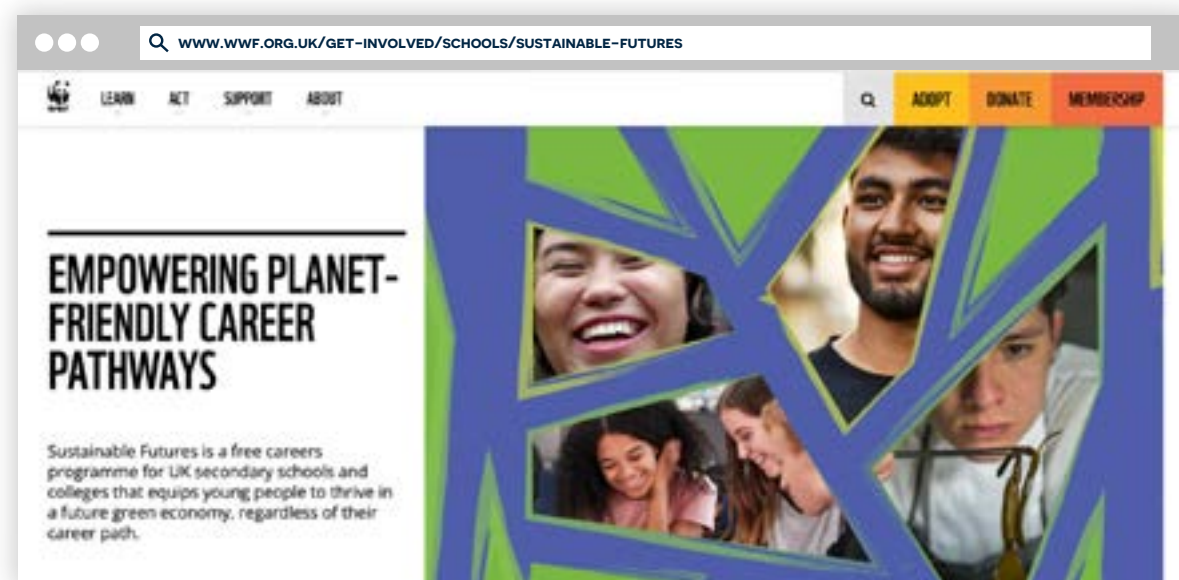 WWW.WWF.ORG.UK/GET-INVOLVED/SCHOOLS/SUSTAINABLE-FUTURES
LEARN ACT SUPPORT ABOUT ADOPT DONATE MEMBERSHIP
EMPOWERING PLANET-
FRIENDLY CAREER
PATHWAYS
Sustainable Futures is a free careers
programme for UK secondary schools and
colleges that equips young people to thrive in
a future green economy, regardless of their
career path.